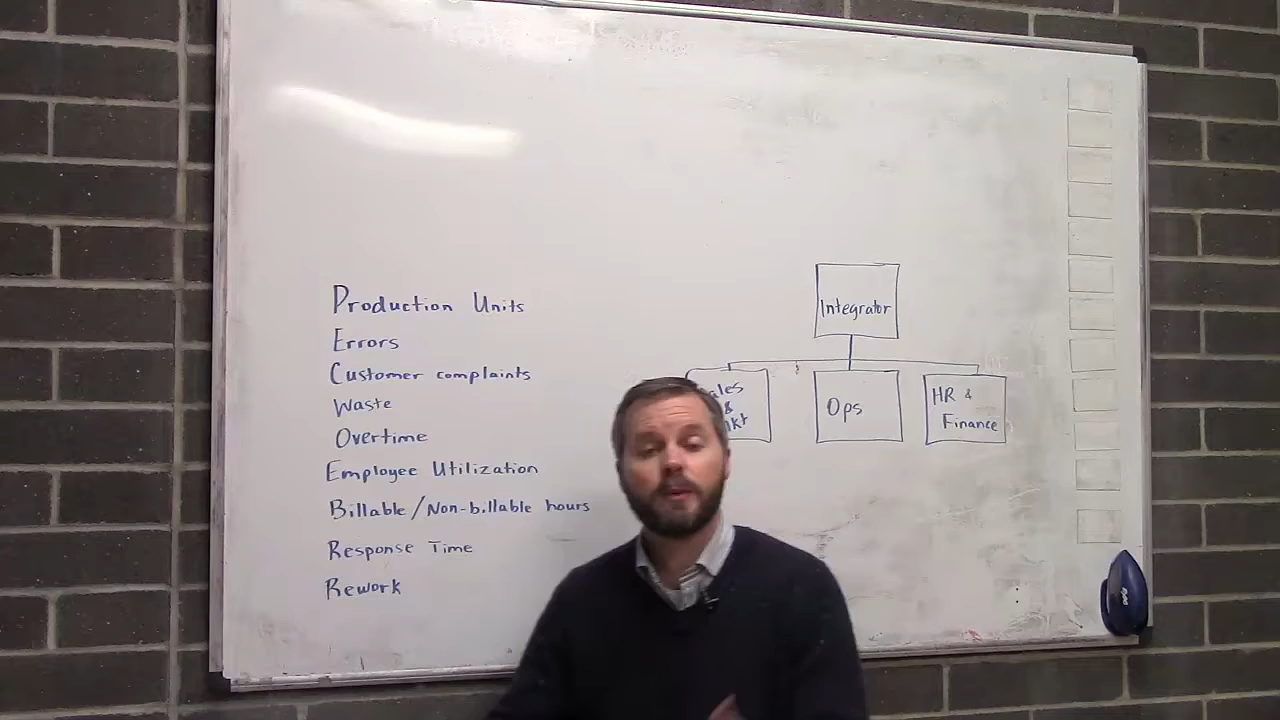 Production Units
Errors
Customer complaints
Waste
Overtime
Employee Utilization
Billable/Non-billable hours
Response Time
Rework
Integrator
&
Ops
HR &
Finance